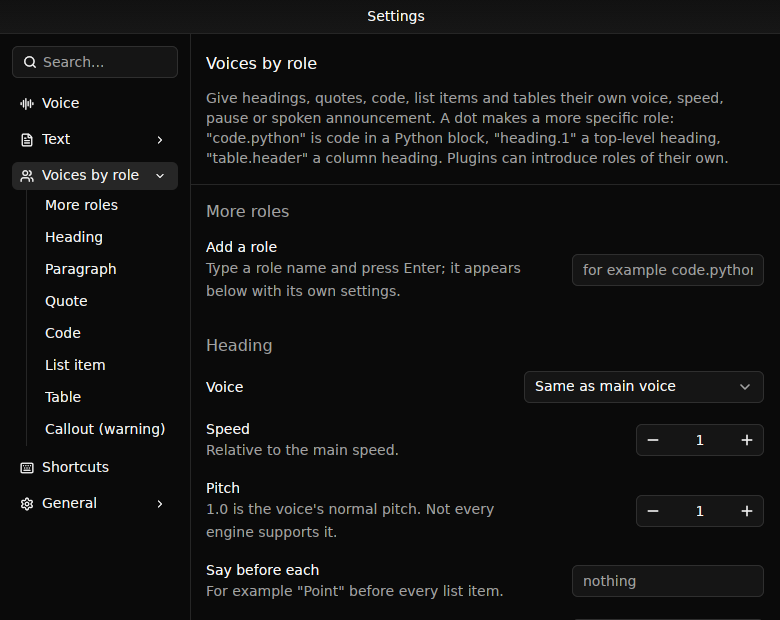 Settings
Search...
Voice
Text
Voices by role
More roles
Heading
Paragraph
Quote
Code
List item
Table
Callout (warning)
Shortcuts
General
Voices by role
Give headings, quotes, code, list items and tables their own voice, speed,
pause or spoken announcement. A dot makes a more specific role:
"code.python" is code in a Python block, "heading.1" a top-level heading,
"table.header" a column heading. Plugins can introduce roles of their own.
More roles
Add a role
Type a role name and press Enter; it appears
below with its own settings.
for example code.python
Heading
Voice
Same as main voice
Speed
Relative to the main speed.
1
Pitch
1.0 is the voice's normal pitch. Not every
engine supports it.
1
Say before each
For example "Point" before every list item.
nothing